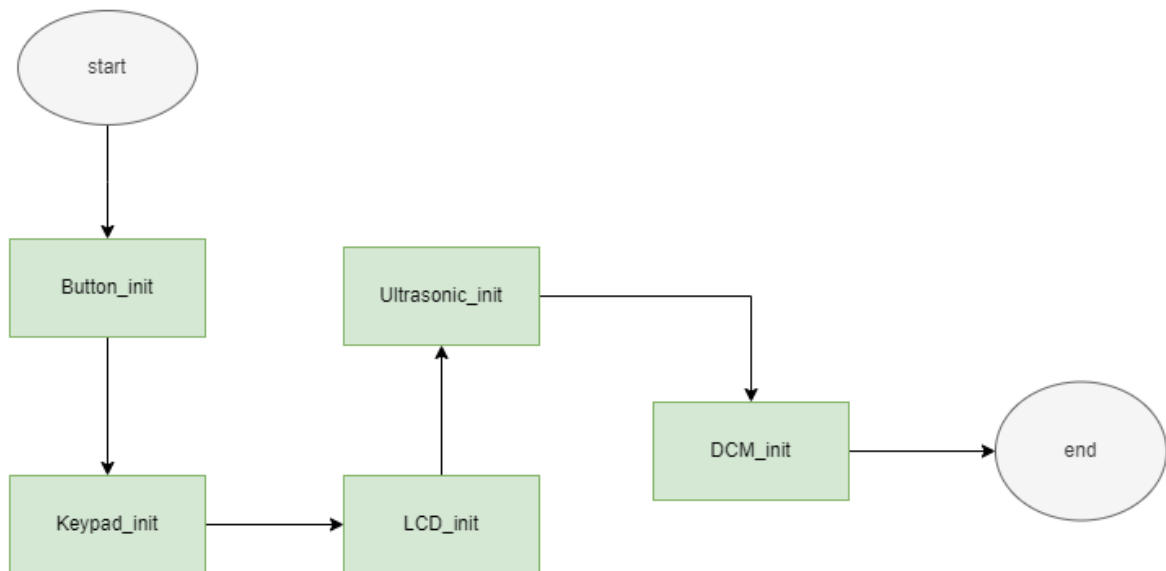 start
Button_init
Keypad_init
LCD_init
Ultrasonic_init
DCM_init
end